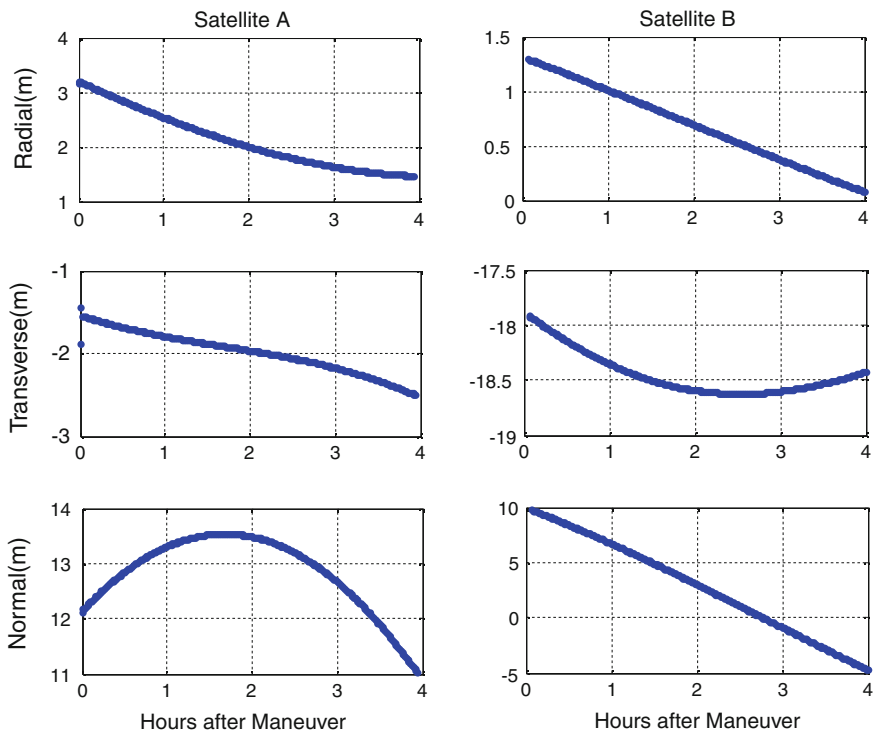 Satellite A
Satellite B
Radial(m)
4
3
2
1
0 1 2 3 4
1.5
1
0.5
0
0 1 2 3 4
Transverse(m)
-1
-2
-3
0 1 2 3 4
-17.5
-18
-18.5
-19
0 1 2 3 4
Normal(m)
14
13
12
11
0 1 2 3 4
Hours after Maneuver
10
5
0
-5
0 1 2 3 4
Hours after Maneuver